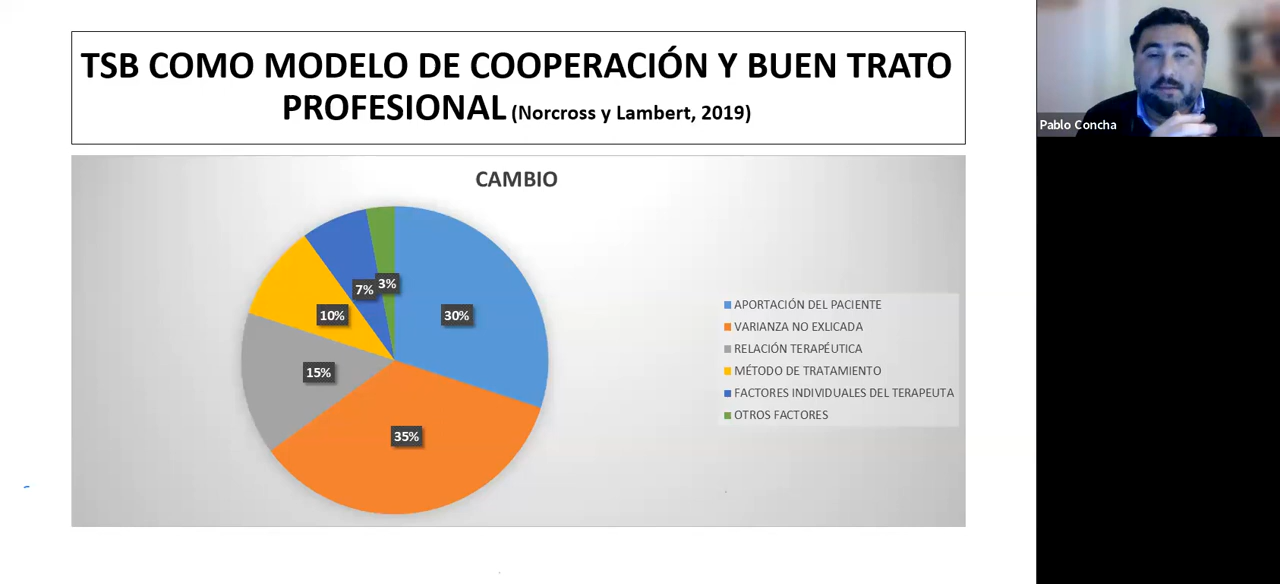 TSB COMO MODELO DE COOPERACIÓN Y BUEN TRATO
PROFESIONAL (Norcross y Lambert, 2019)
CAMBIO
3%
7%
10%
30%
15%
35%
APORTACIÓN DEL PACIENTE
VARIANZA NO EXLICADA
RELACIÓN TERAPÉUTICA
MÉTODO DE TRATAMIENTO
FACTORES INDIVIDUALES DEL TERAPEUTA
OTROS FACTORES
Pablo Concha